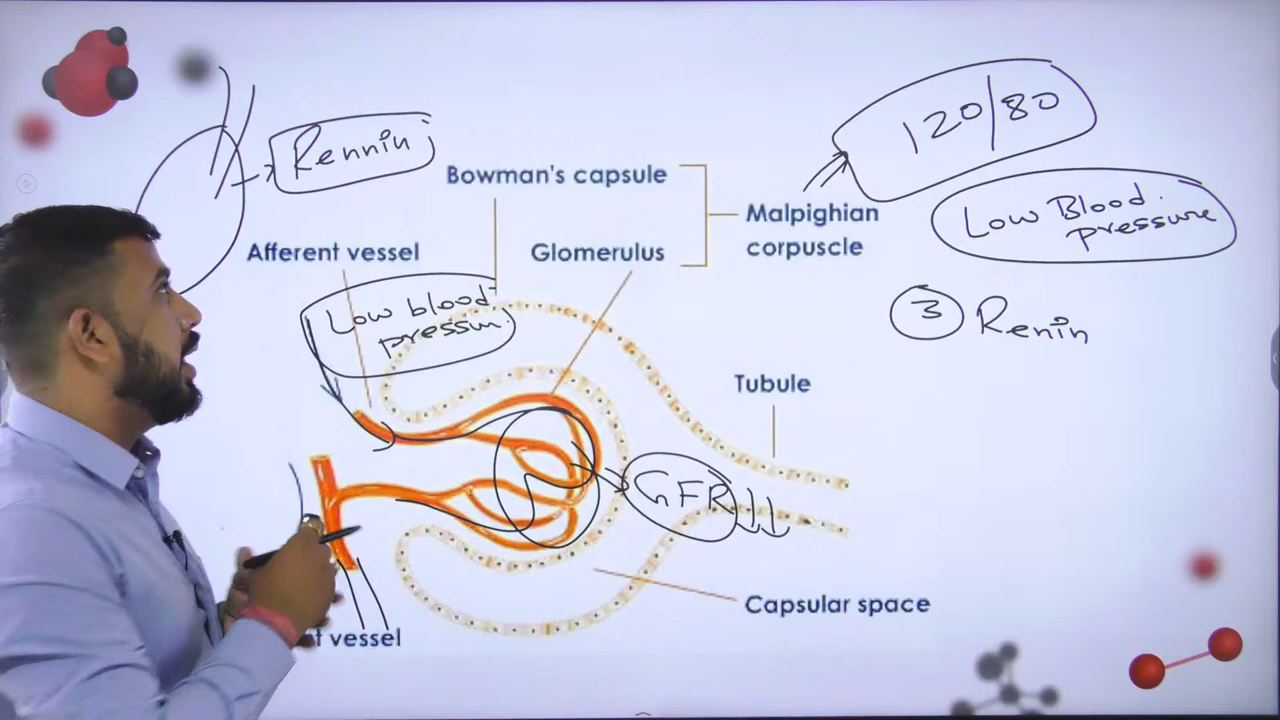 Rennin
120/80
Bowman's capsule
Low Blood
pressure
Malpighian
corpuscle
Afferent vessel
Glomerulus
Low blood
3 Renin
Tubule
GFR
Capsular space
vessel